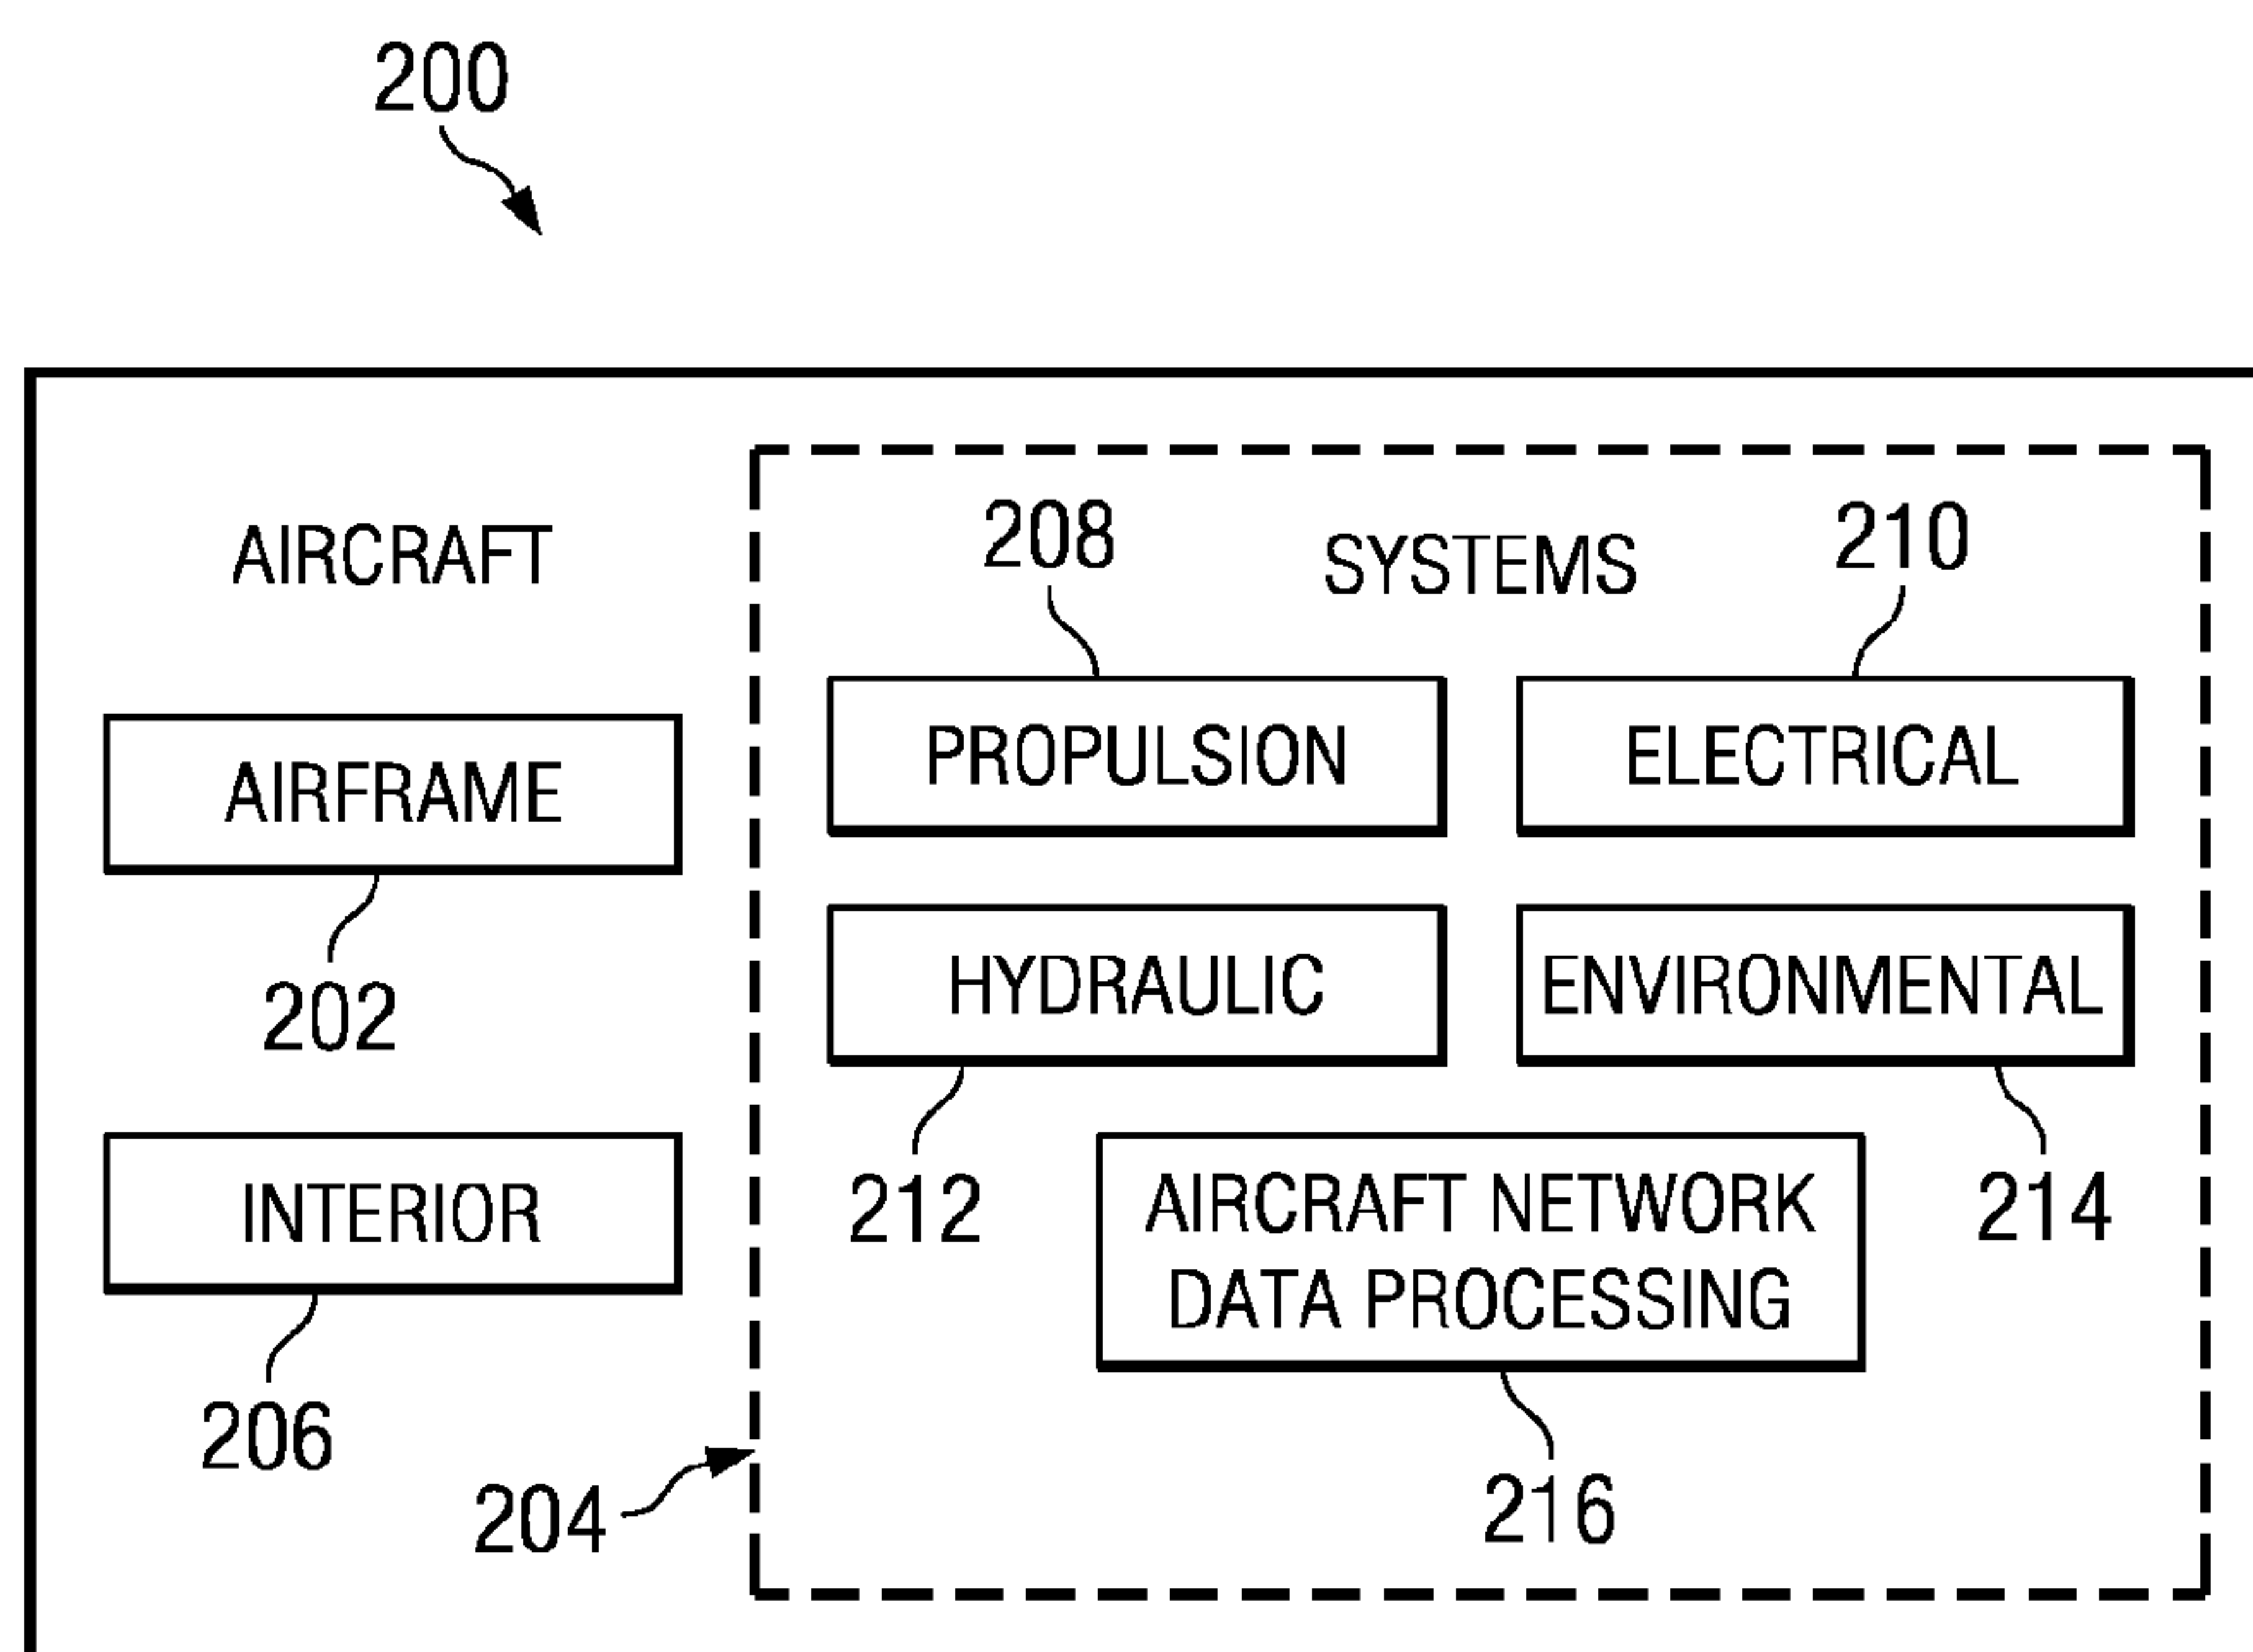 200
AIRCRAFT
AIRFRAME
202
INTERIOR
206
204
SYSTEMS
208
210
PROPULSION
ELECTRICAL
HYDRAULIC
ENVIRONMENTAL
212
214
AIRCRAFT NETWORK
DATA PROCESSING
216